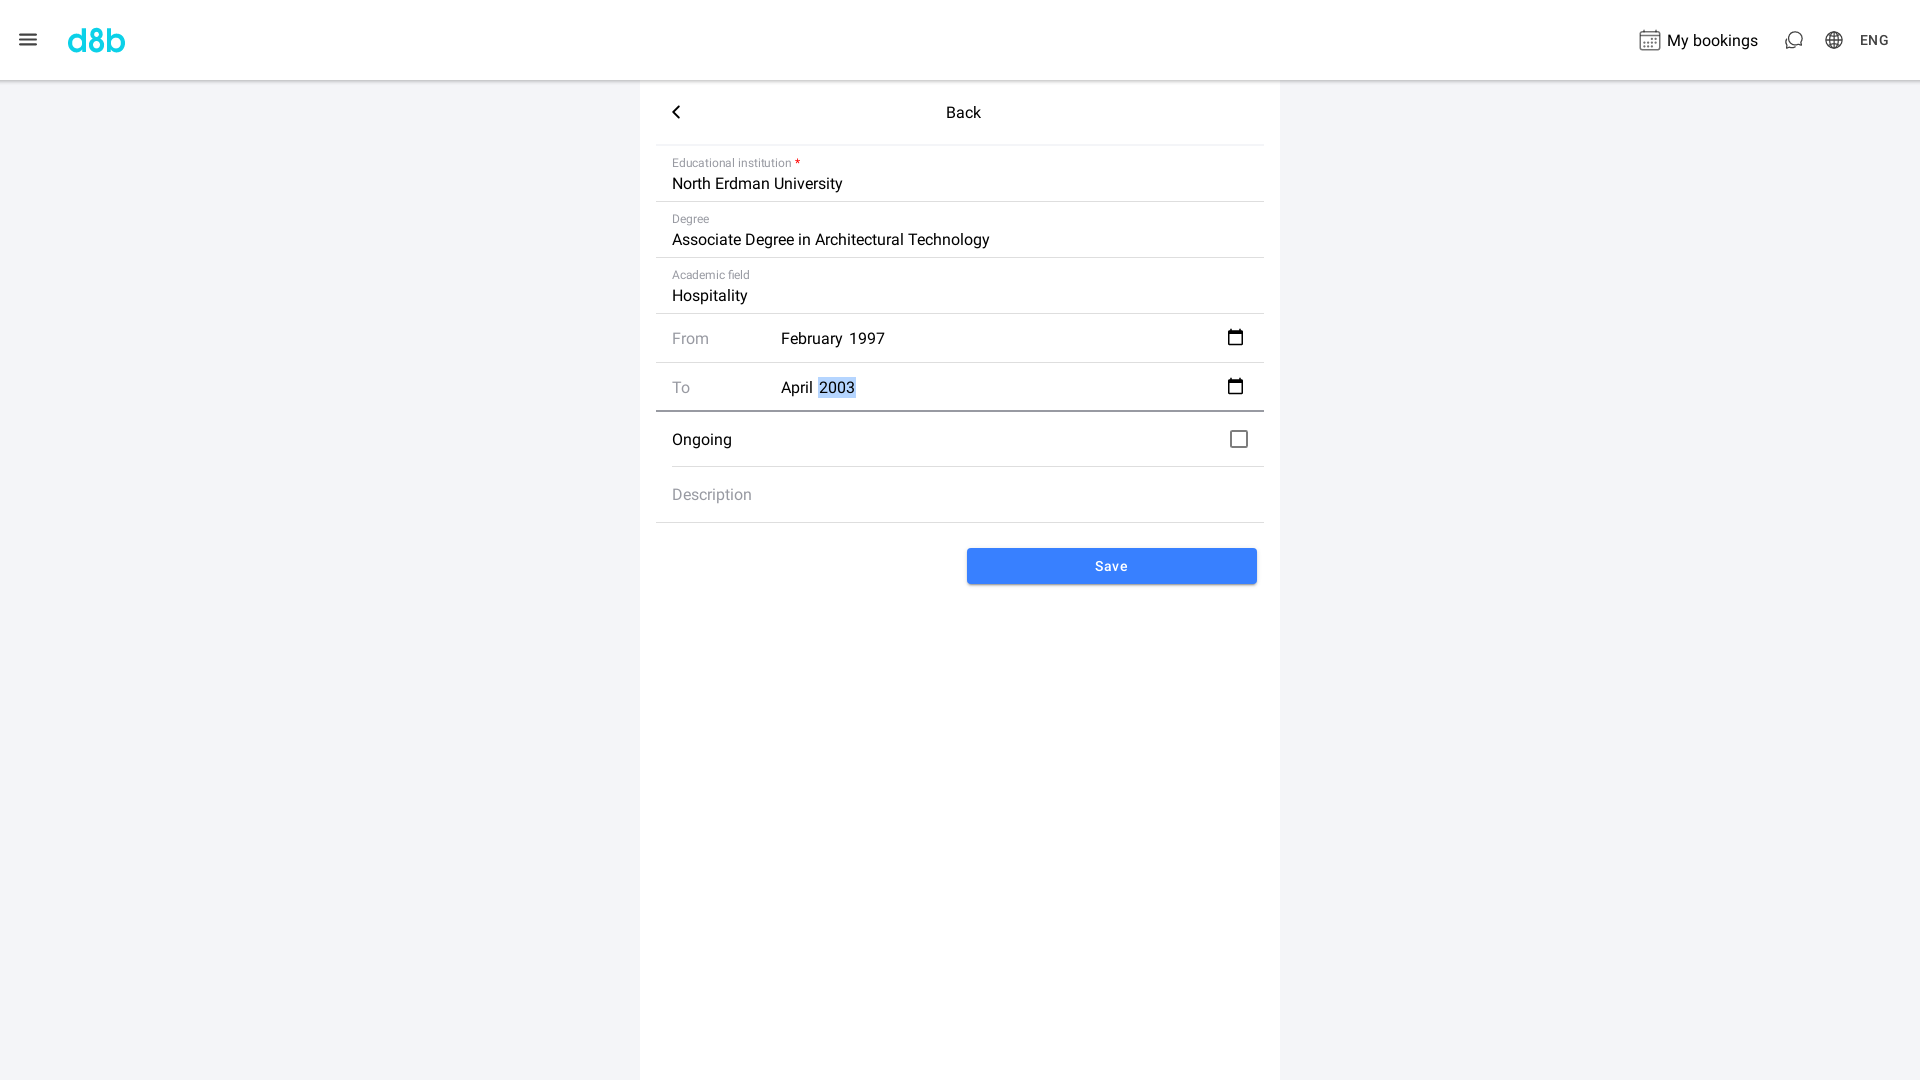 d8b
My bookings
ENG
Back
Educational institution *
North Erdman University
Degree
Associate Degree in Architectural Technology
Academic field
Hospitality
From February 1997
To April 2003
Ongoing
Description
Save